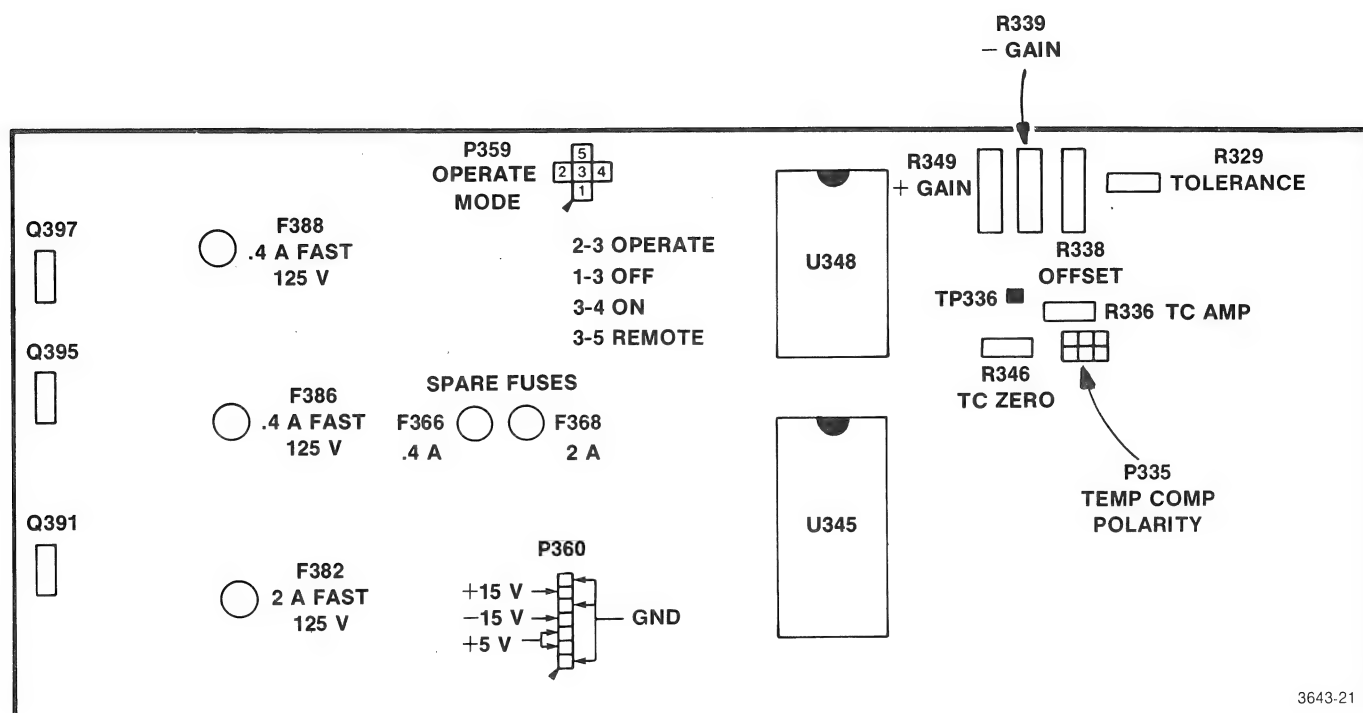 R339
– GAIN
P359
OPERATE
MODE
5
2 3 4
1
R349
+ GAIN
R329
TOLERANCE
Q397
F388
.4 A FAST
125 V
2-3 OPERATE
1-3 OFF
3-4 ON
3-5 REMOTE
U348
R338
OFFSET
TP336
R336 TC AMP
R346
TC ZERO
Q395
F386
.4 A FAST
125 V
SPARE FUSES
F366
.4 A
F368
2 A
P335
TEMP COMP
POLARITY
U345
Q391
F382
2 A FAST
125 V
P360
+15 V
–15 V
+5 V
GND
3643-21